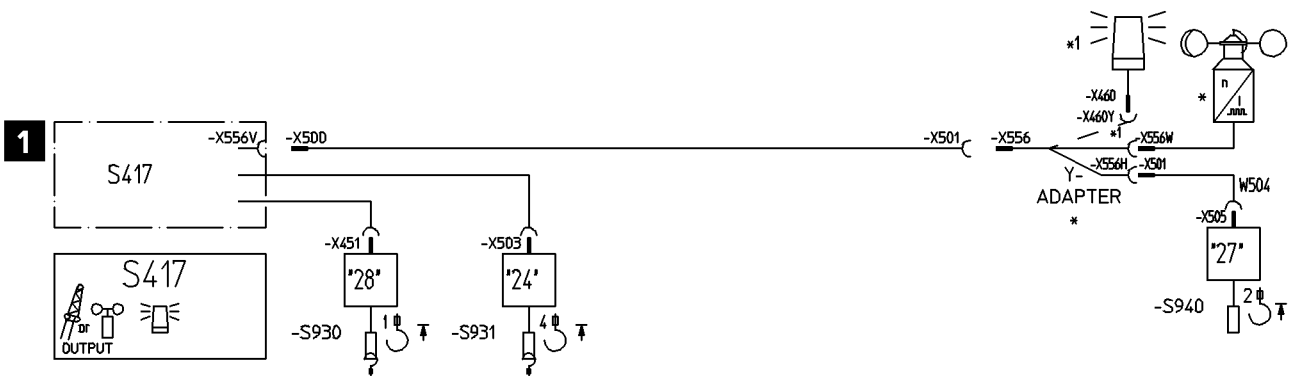 *1
-X460
n
*
-X460Y
1
-X556V
-X500
-X501
-X556
*1
-X556W
I
S417
-X556H
-X501
Y-
ADAPTER
*
W504
-X505
-X451
-X503
"28"
"24"
"27"
S417
OUTPUT
-S930
1
-S931
4
-S940
2